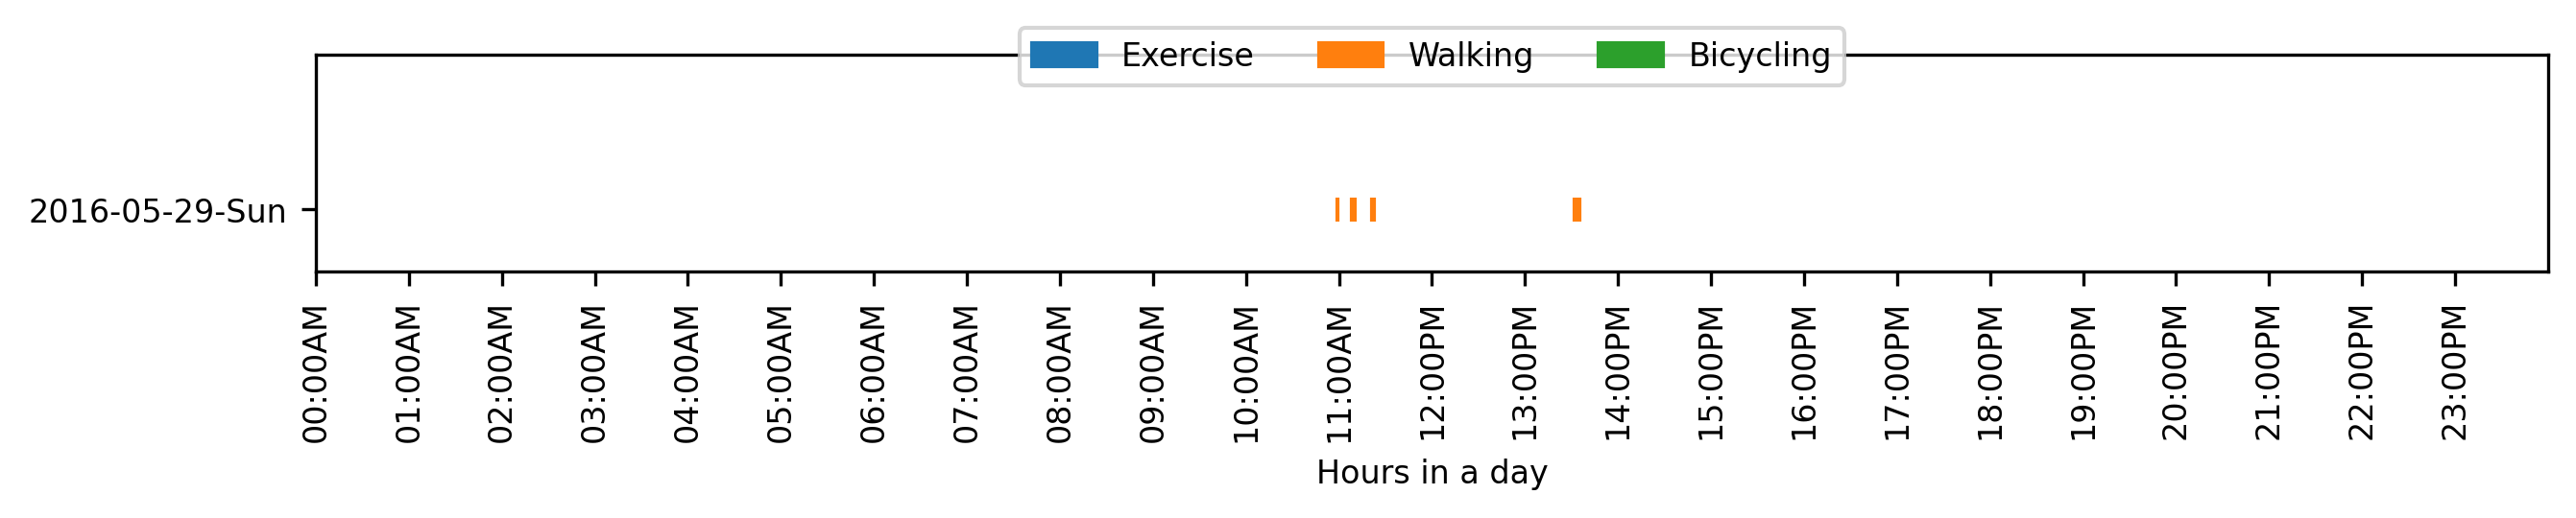 Exercise Walking Bicycling
2016-05-29-Sun
00:00AM 01:00AM 02:00AM 03:00AM 04:00AM 05:00AM 06:00AM 07:00AM 08:00AM 09:00AM 10:00AM 11:00AM 12:00PM 13:00PM 14:00PM 15:00PM 16:00PM 17:00PM 18:00PM 19:00PM 20:00PM 21:00PM 22:00PM 23:00PM
Hours in a day